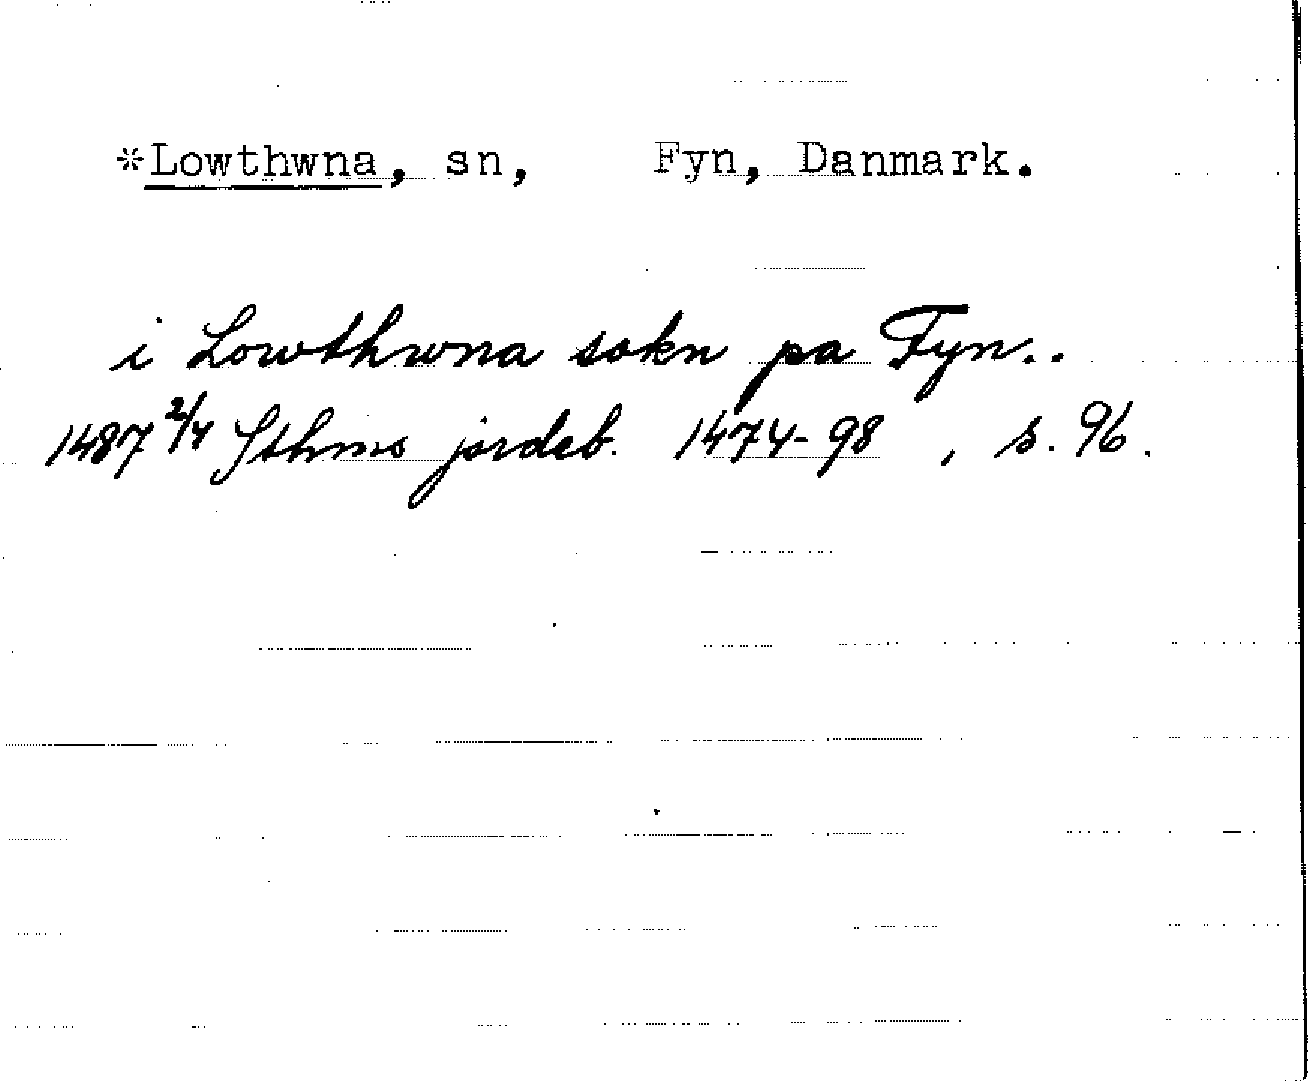 *Lowthwna, sn, Fyn, Danmark.
i Lowthwna sokn pa Fyn..
1487 2/4 Sthms jordeb. 1474-98, s. 96.